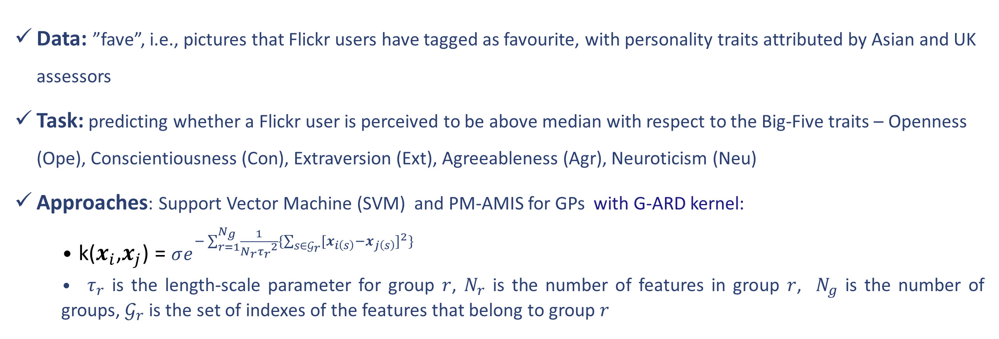 ✓ Data: ”fave”, i.e., pictures that Flickr users have tagged as favourite, with personality traits attributed by Asian and UK
assessors
✓ Task: predicting whether a Flickr user is perceived to be above median with respect to the Big-Five traits – Openness
(Ope), Conscientiousness (Con), Extraversion (Ext), Agreeableness (Agr), Neuroticism (Neu)
✓ Approaches: Support Vector Machine (SVM) and PM-AMIS for GPs with G-ARD kernel:
• $k(\boldsymbol{x}_i,\boldsymbol{x}_j) = \sigma e^{-\sum_{r=1}^{N_g}\frac{1}{N_r{\tau_r}^2}\{\sum_{s\in\mathcal{G}_r}[\boldsymbol{x}_{i(s)}-\boldsymbol{x}_{j(s)}]^2\}}$
• $\tau_r$ is the length-scale parameter for group $r$, $N_r$ is the number of features in group $r$, $N_g$ is the number of
groups, $\mathcal{G}_r$ is the set of indexes of the features that belong to group $r$